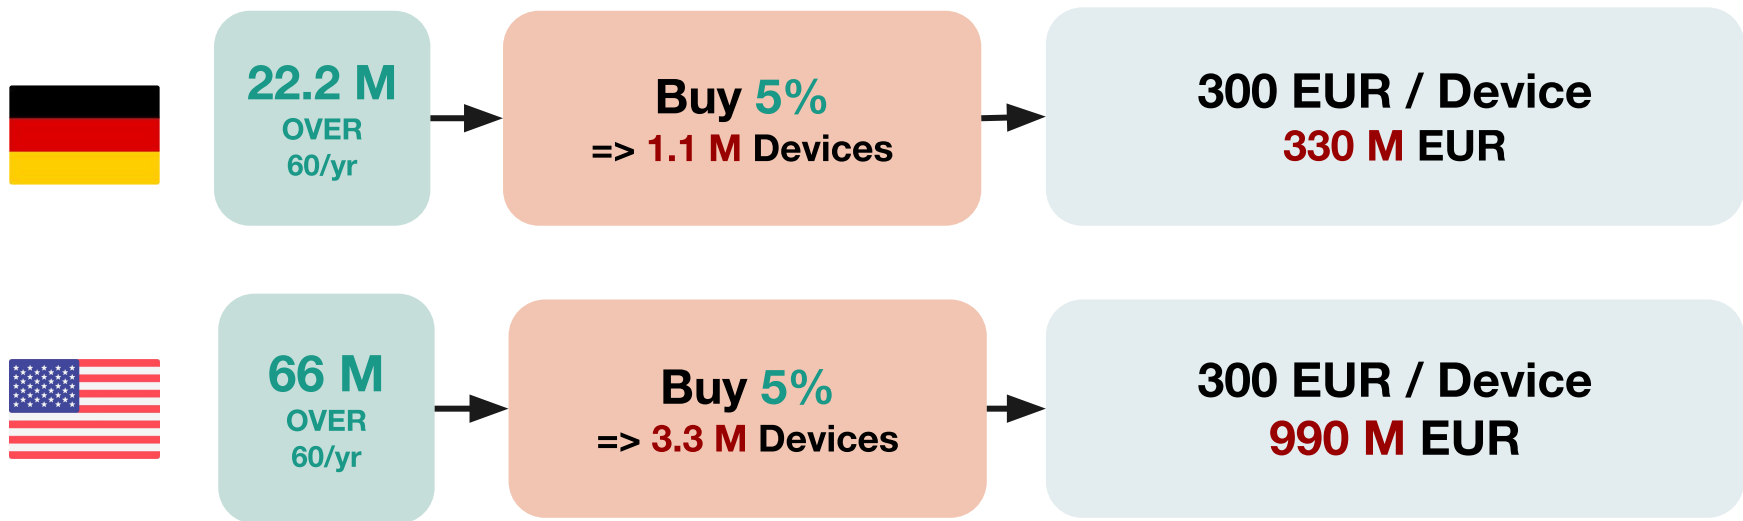 22.2 M
OVER
60/yr
Buy 5%
=> 1.1 M Devices
300 EUR / Device
330 M EUR
66 M
OVER
60/yr
Buy 5%
=> 3.3 M Devices
300 EUR / Device
990 M EUR